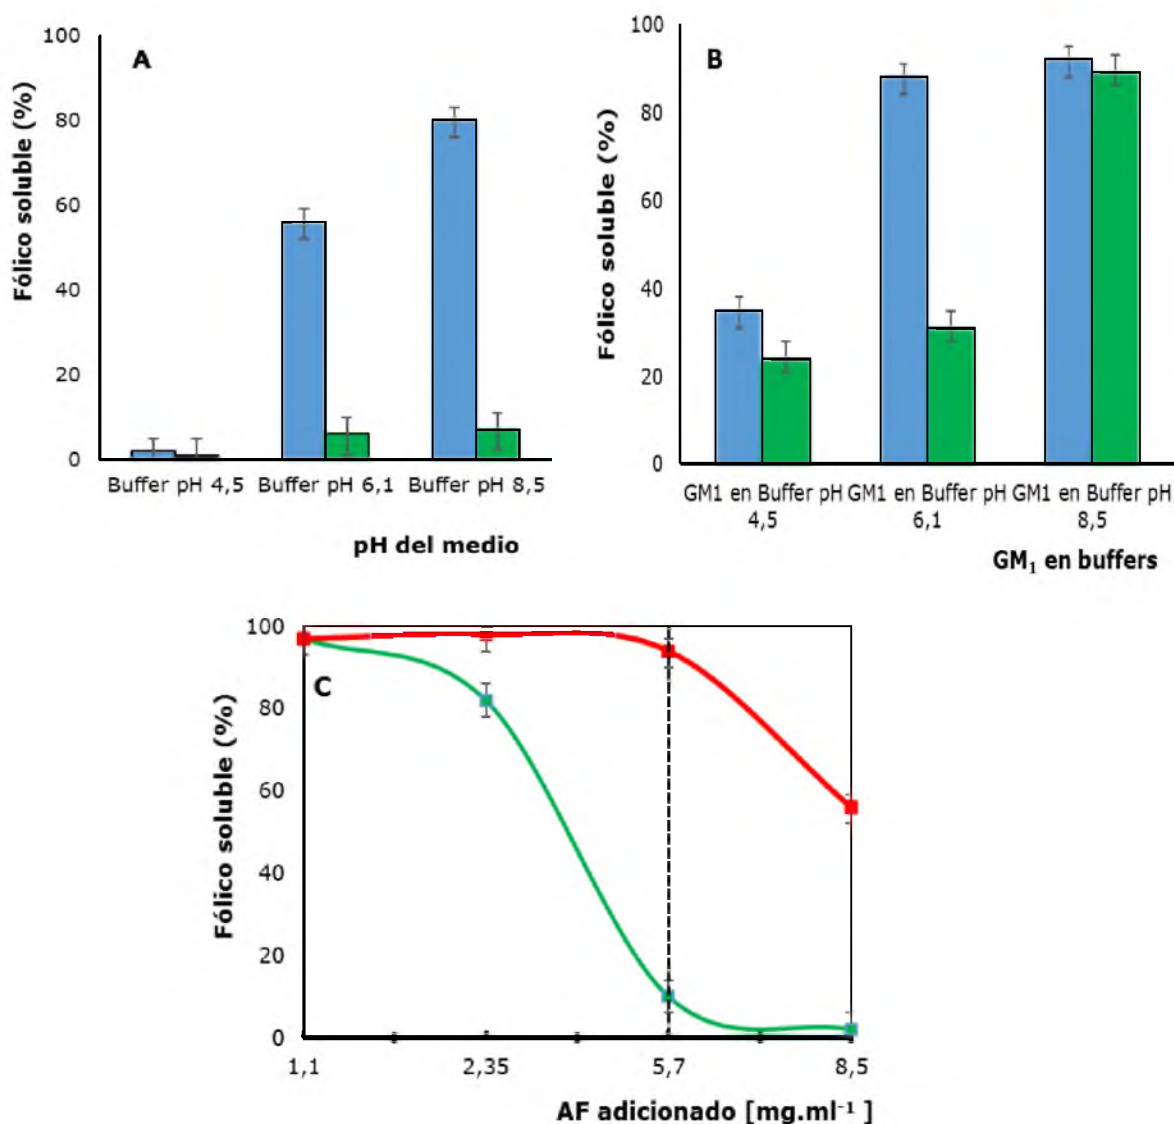 A
Fólico soluble (%)
100
80
60
40
20
0
Buffer pH 4,5 Buffer pH 6,1 Buffer pH 8,5
pH del medio
B
Fólico soluble (%)
100
80
60
40
20
0
GM1 en Buffer pH 4,5
GM1 en Buffer pH 6,1
GM1 en Buffer pH 8,5
GM₁ en buffers
C
Fólico soluble (%)
100
80
60
40
20
0
1,1 2,35 5,7 8,5
AF adicionado [mg.ml⁻¹ ]